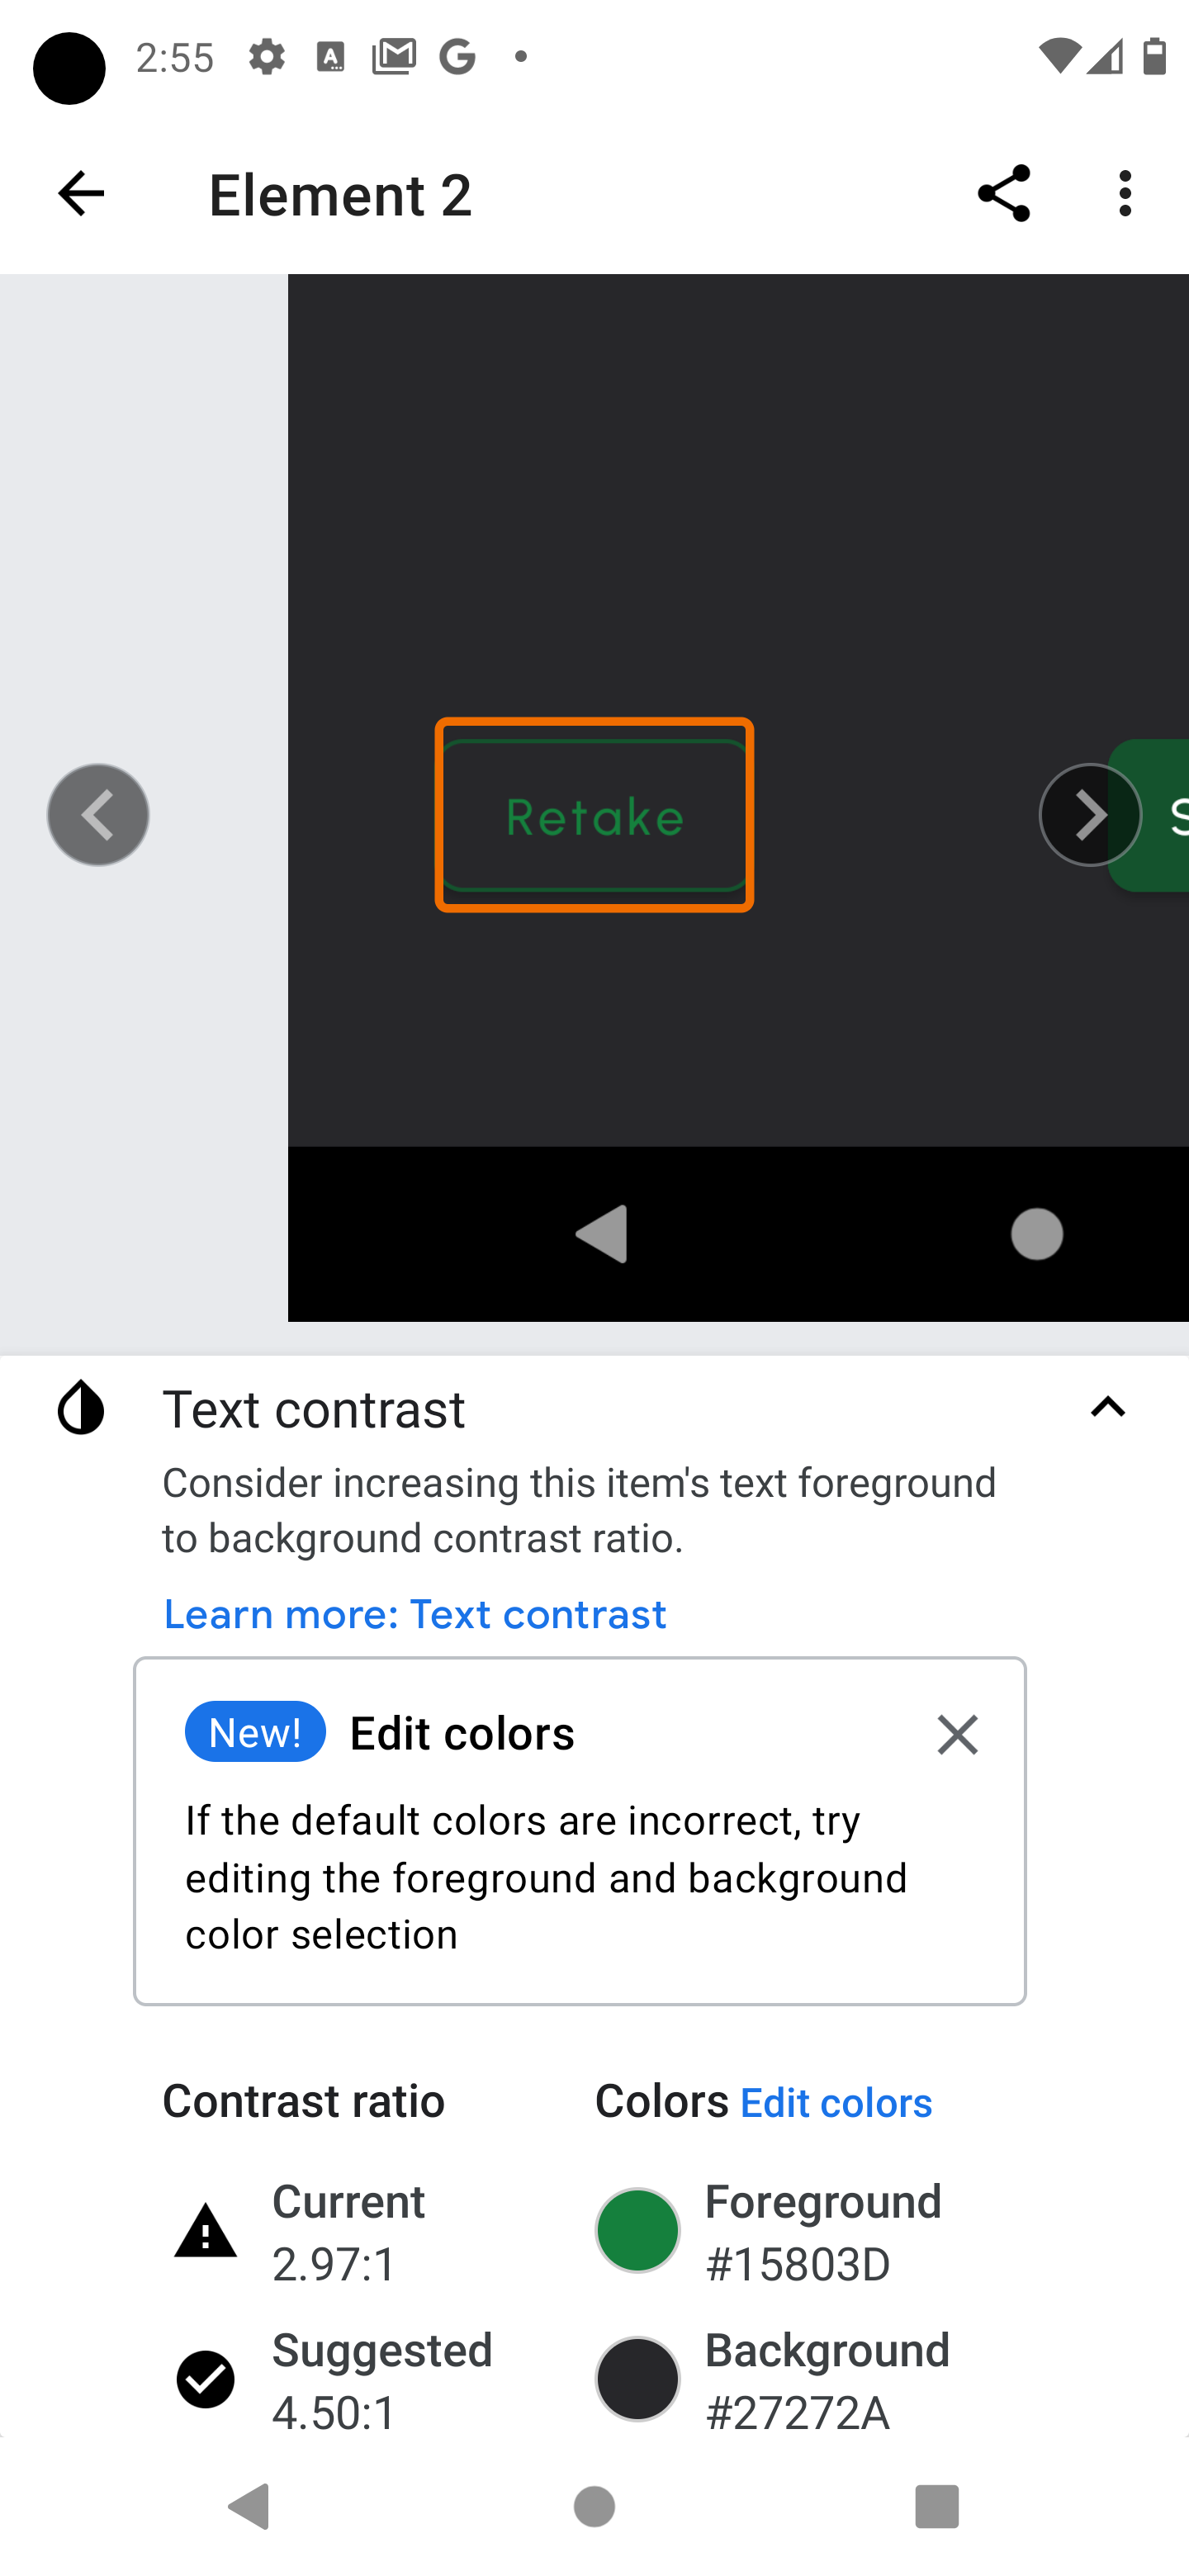 2:55
Element 2
Retake
S
Text contrast
Consider increasing this item's text foreground
to background contrast ratio.
Learn more: Text contrast
New! Edit colors
If the default colors are incorrect, try
editing the foreground and background
color selection
Contrast ratio
Colors Edit colors
Current
2.97:1
Foreground
#15803D
Suggested
4.50:1
Background
#27272A